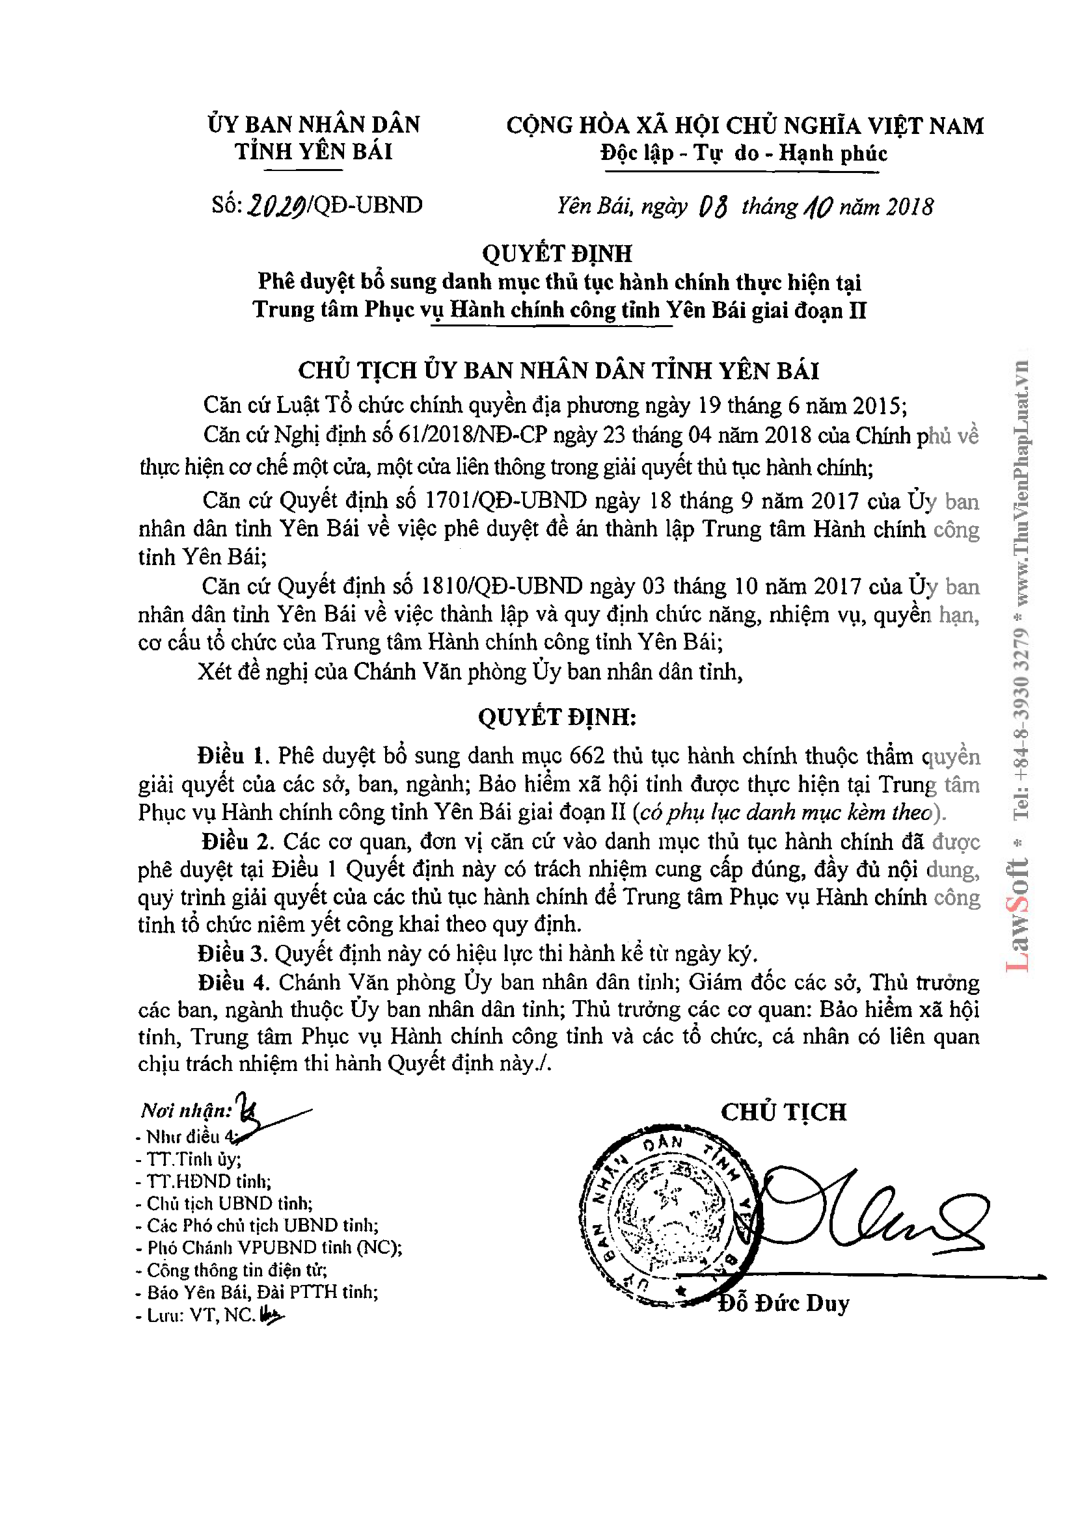 ỦY BAN NHÂN DÂN
TỈNH YÊN BÁI
CỘNG HÒA XÃ HỘI CHỦ NGHĨA VIỆT NAM
Độc lập - Tự do - Hạnh phúc
Số: 2029/QĐ-UBND
Yên Bái, ngày 08 tháng 10 năm 2018
QUYẾT ĐỊNH
Phê duyệt bổ sung danh mục thủ tục hành chính thực hiện tại
Trung tâm Phục vụ Hành chính công tỉnh Yên Bái giai đoạn II
CHỦ TỊCH ỦY BAN NHÂN DÂN TỈNH YÊN BÁI
Căn cứ Luật Tổ chức chính quyền địa phương ngày 19 tháng 6 năm 2015;
Căn cứ Nghị định số 61/2018/NĐ-CP ngày 23 tháng 04 năm 2018 của Chính phủ về
thực hiện cơ chế một cửa, một cửa liên thông trong giải quyết thủ tục hành chính;
Căn cứ Quyết định số 1701/QĐ-UBND ngày 18 tháng 9 năm 2017 của Ủy ban
nhân dân tỉnh Yên Bái về việc phê duyệt đề án thành lập Trung tâm Hành chính công
tỉnh Yên Bái;
Căn cứ Quyết định số 1810/QĐ-UBND ngày 03 tháng 10 năm 2017 của Ủy ban
nhân dân tỉnh Yên Bái về việc thành lập và quy định chức năng, nhiệm vụ, quyền hạn,
cơ cấu tổ chức của Trung tâm Hành chính công tỉnh Yên Bái;
Xét đề nghị của Chánh Văn phòng Ủy ban nhân dân tỉnh,
QUYẾT ĐỊNH:
Điều 1. Phê duyệt bổ sung danh mục 662 thủ tục hành chính thuộc thẩm quyền
giải quyết của các sở, ban, ngành; Bảo hiểm xã hội tỉnh được thực hiện tại Trung tâm
Phục vụ Hành chính công tỉnh Yên Bái giai đoạn II (có phụ lục danh mục kèm theo).
Điều 2. Các cơ quan, đơn vị căn cứ vào danh mục thủ tục hành chính đã được
phê duyệt tại Điều 1 Quyết định này có trách nhiệm cung cấp đúng, đầy đủ nội dung,
quy trình giải quyết của các thủ tục hành chính để Trung tâm Phục vụ Hành chính công
tỉnh tổ chức niêm yết công khai theo quy định.
Điều 3. Quyết định này có hiệu lực thi hành kể từ ngày ký.
Điều 4. Chánh Văn phòng Ủy ban nhân dân tỉnh; Giám đốc các sở, Thủ trưởng
các ban, ngành thuộc Ủy ban nhân dân tỉnh; Thủ trưởng các cơ quan: Bảo hiểm xã hội
tỉnh, Trung tâm Phục vụ Hành chính công tỉnh và các tổ chức, cá nhân có liên quan
chịu trách nhiệm thi hành Quyết định này./.
Nơi nhận:
- Như điều 4;
- TT.Tỉnh ủy;
- TT.HĐND tỉnh;
- Chủ tịch UBND tỉnh;
- Các Phó chủ tịch UBND tỉnh;
- Phó Chánh VPUBND tỉnh (NC);
- Cổng thông tin điện tử;
- Báo Yên Bái, Đài PTTH tỉnh;
- Lưu: VT, NC.
CHỦ TỊCH
ỦY BAN NHÂN DÂN TỈNH YÊN BÁI
Đỗ Đức Duy
LawSoft * Tel: +84-8-3930 3279 * www.ThuVienPhapLuat.vn